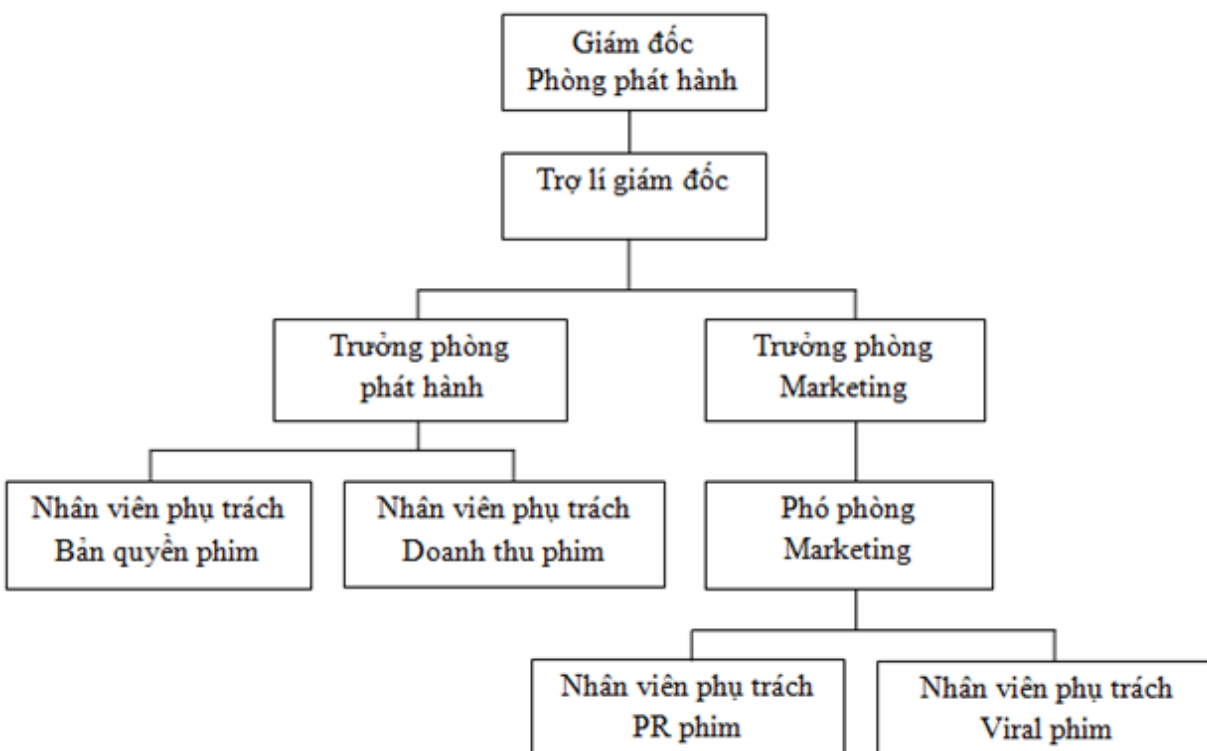 Giám đốc
Phòng phát hành
Trợ lí giám đốc
Trưởng phòng
phát hành
Trưởng phòng
Marketing
Nhân viên phụ trách
Bản quyền phim
Nhân viên phụ trách
Doanh thu phim
Phó phòng
Marketing
Nhân viên phụ trách
PR phim
Nhân viên phụ trách
Viral phim